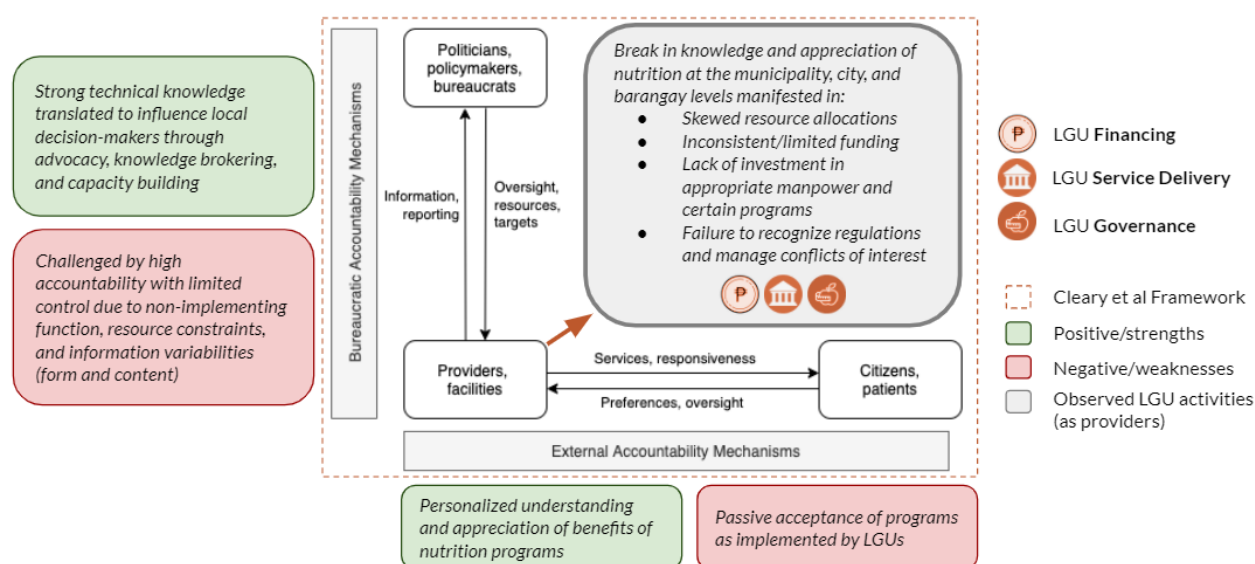 Strong technical knowledge
translated to influence local
decision-makers through
advocacy, knowledge brokering,
and capacity building
Challenged by high
accountability with limited
control due to non-implementing
function, resource constraints,
and information variabilities
(form and content)
Bureaucratic Accountability Mechanisms
Politicians,
policymakers,
bureaucrats
Information,
reporting
Oversight,
resources,
targets
Break in knowledge and appreciation of
nutrition at the municipality, city, and
barangay levels manifested in:
● Skewed resource allocations
● Inconsistent/limited funding
● Lack of investment in
appropriate manpower and
certain programs
● Failure to recognize regulations
and manage conflicts of interest
₱
Providers,
facilities
Services, responsiveness
Preferences, oversight
Citizens,
patients
External Accountability Mechanisms
Personalized understanding
and appreciation of benefits of
nutrition programs
Passive acceptance of programs
as implemented by LGUs
₱ LGU Financing
LGU Service Delivery
LGU Governance
Cleary et al Framework
Positive/strengths
Negative/weaknesses
Observed LGU activities
(as providers)